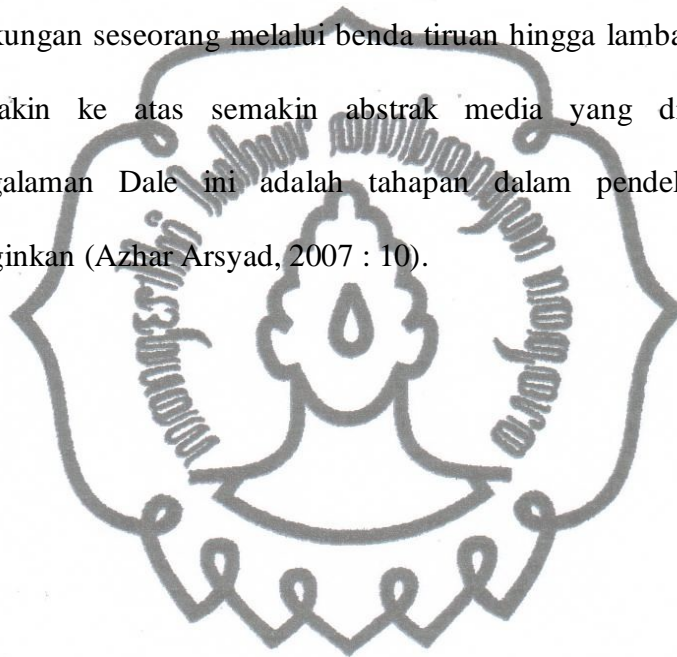 kungan seseorang melalui benda tiruan hingga lamba
akin ke atas semakin abstrak media yang di
galaman Dale ini adalah tahapan dalam pendel
ginkan (Azhar Arsyad, 2007 : 10).